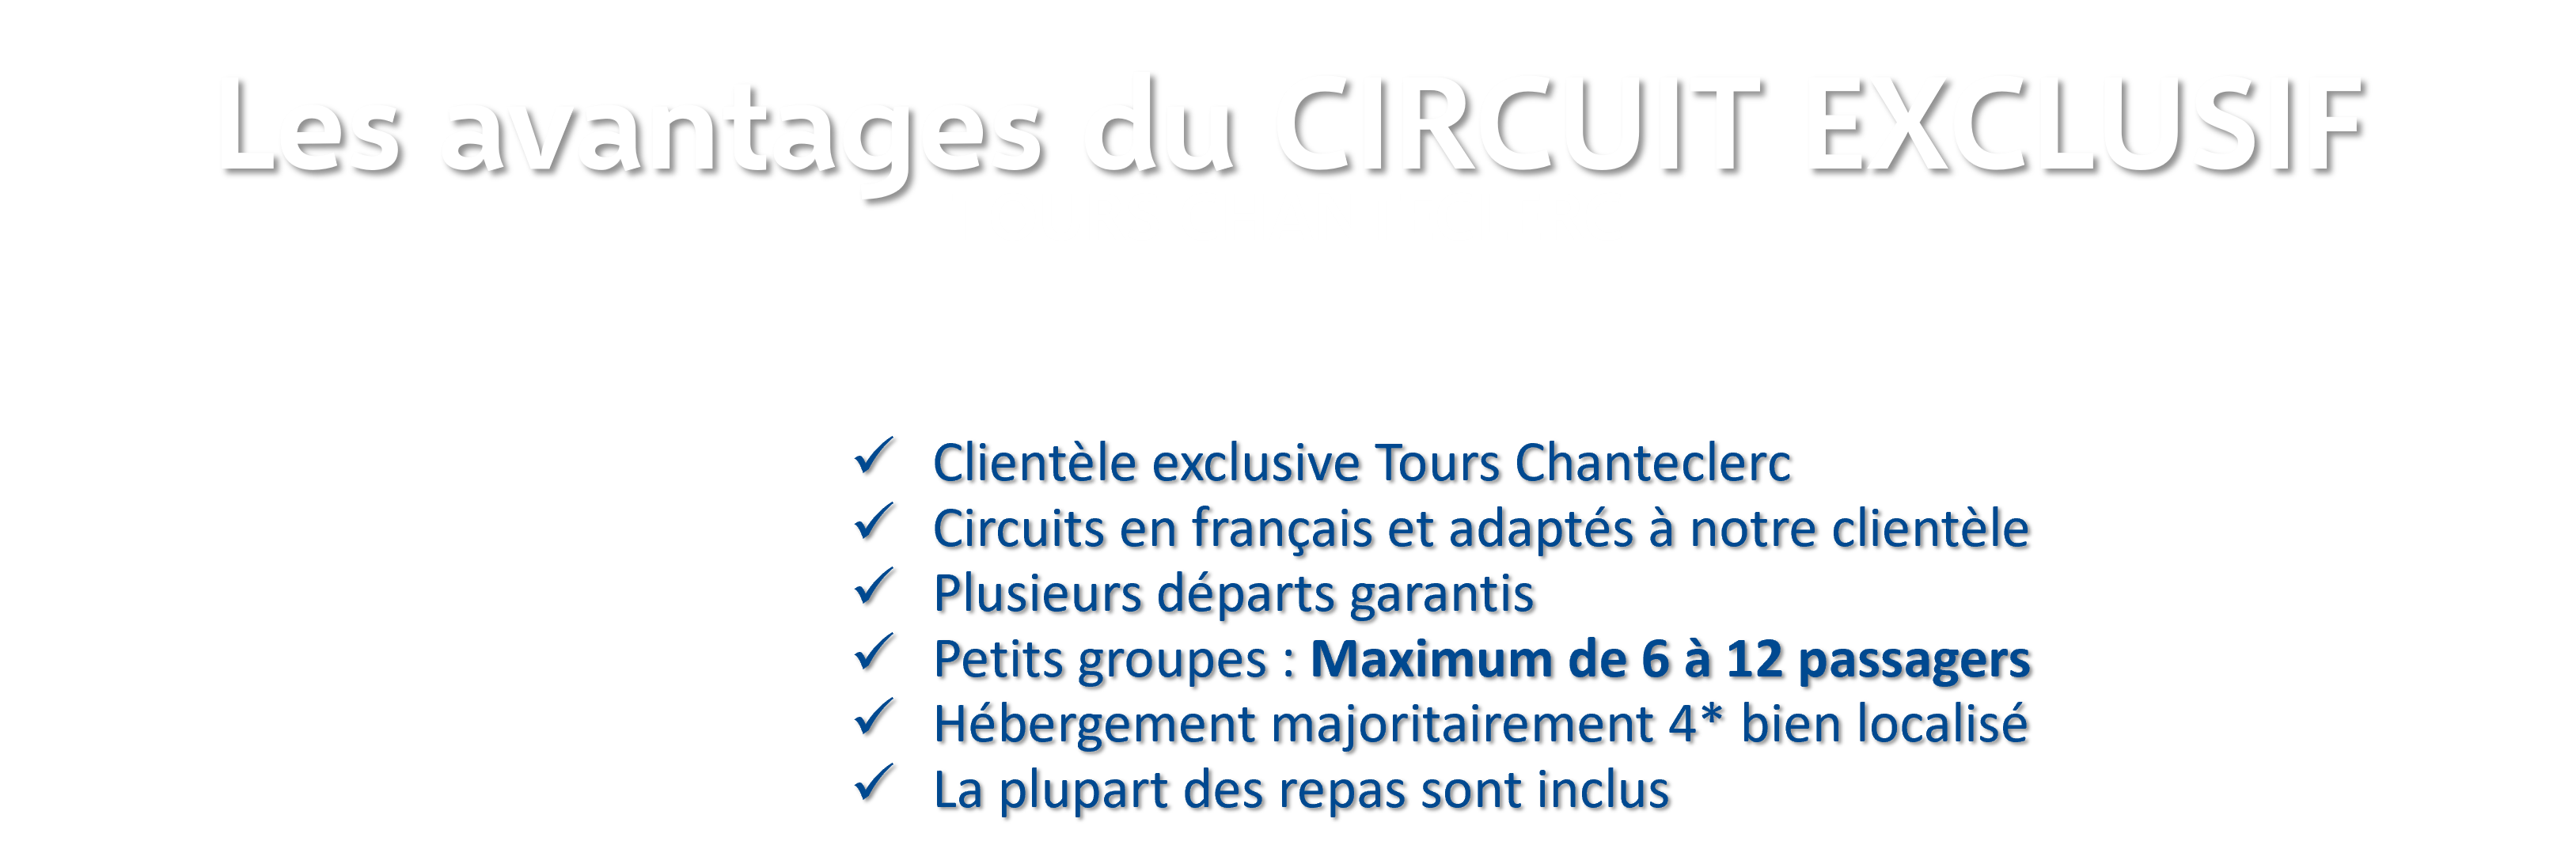 Les avantages du CIRCUIT EXCLUSIF
✓ Clientèle exclusive Tours Chanteclerc
✓ Circuits en français et adaptés à notre clientèle
✓ Plusieurs départs garantis
✓ Petits groupes : Maximum de 6 à 12 passagers
✓ Hébergement majoritairement 4* bien localisé
✓ La plupart des repas sont inclus